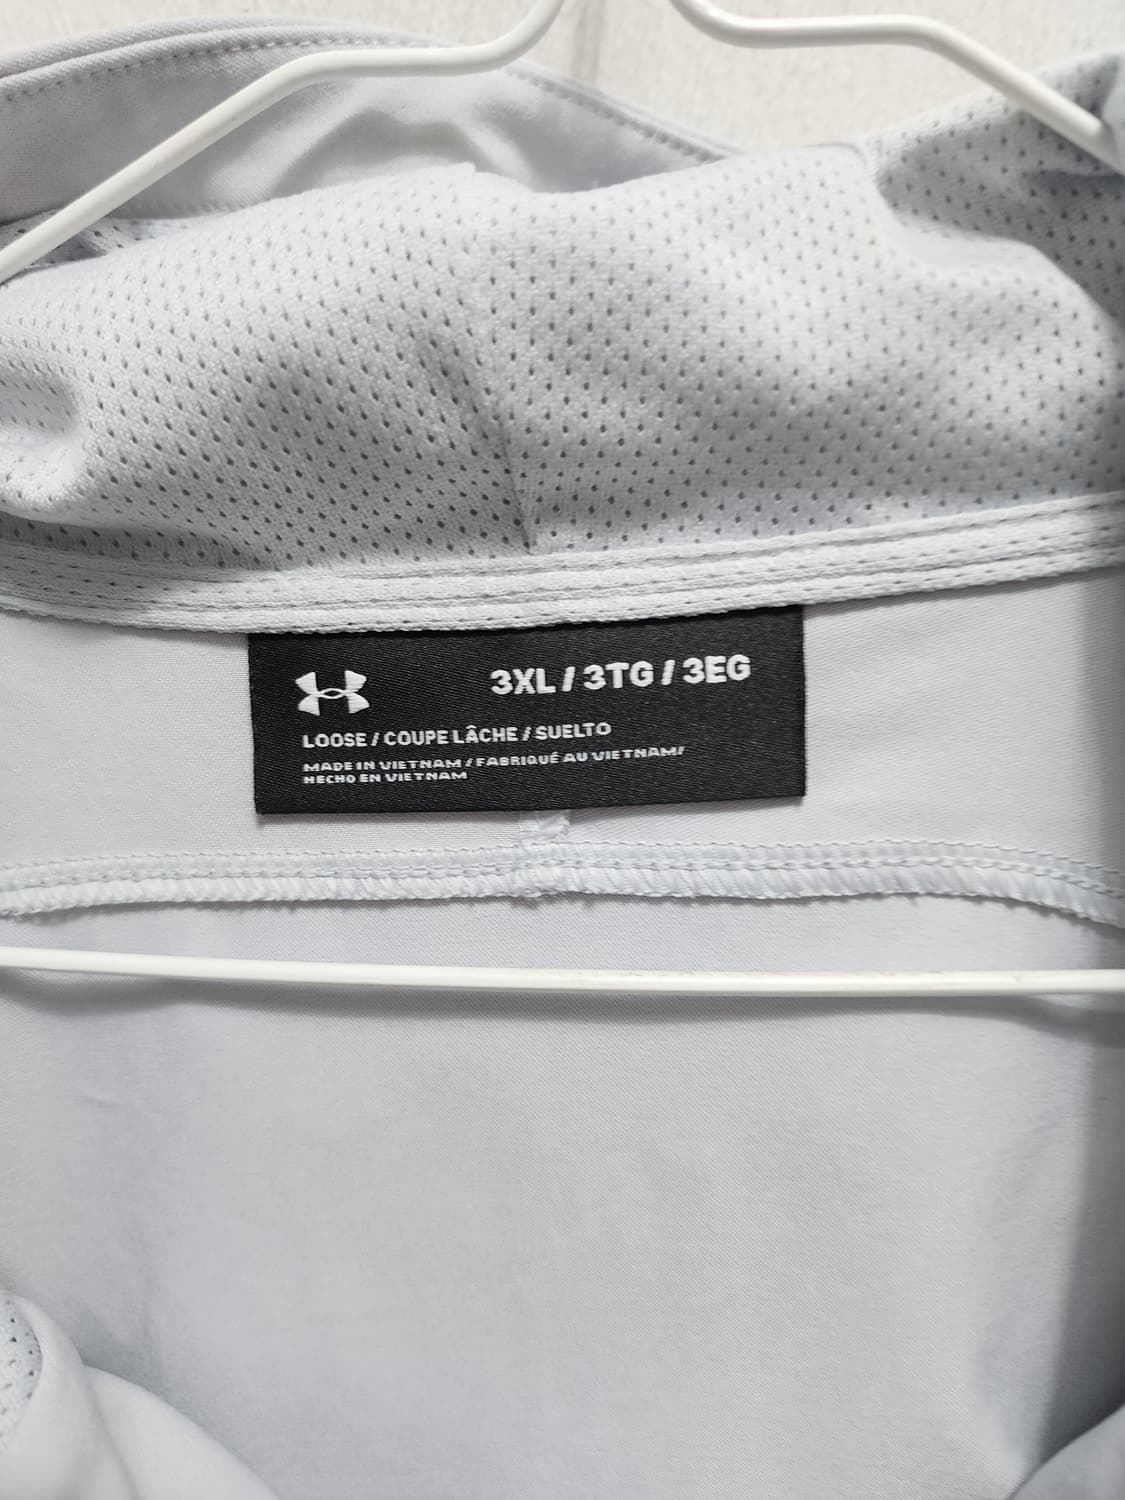 3XL / 3TG / 3EG
LOOSE / COUPE LÂCHE / SUELTO
MADE IN VIETNAM / FABRIQUÉ AU VIETNAM/
HECHO EN VIETNAM